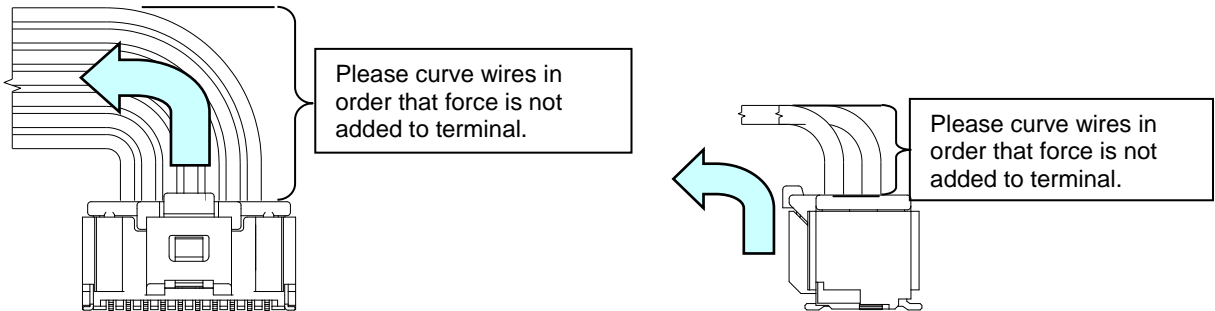 Please curve wires in
order that force is not
added to terminal.
Please curve wires in
order that force is not
added to terminal.